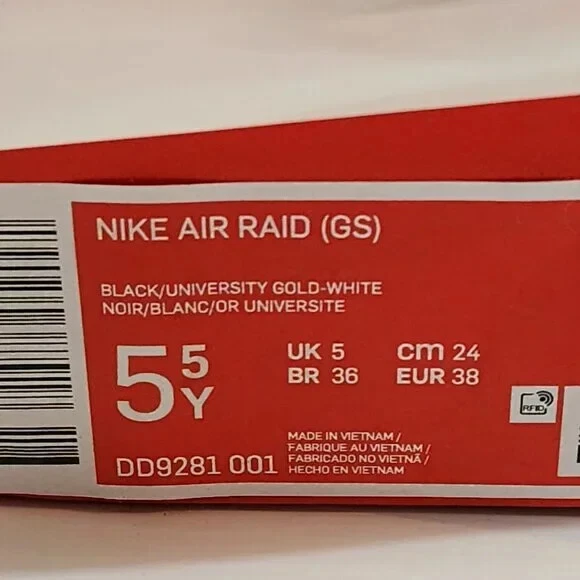 NIKE AIR RAID (GS)
BLACK/UNIVERSITY GOLD-WHITE
NOIR/BLANC/OR UNIVERSITE
5 5 Y
UK 5 cm 24
BR 36 EUR 38
RFID
MADE IN VIETNAM /
FABRIQUE AU VIETNAM /
FABRICADO NO VIETNÃ /
HECHO EN VIETNAM
DD9281 001